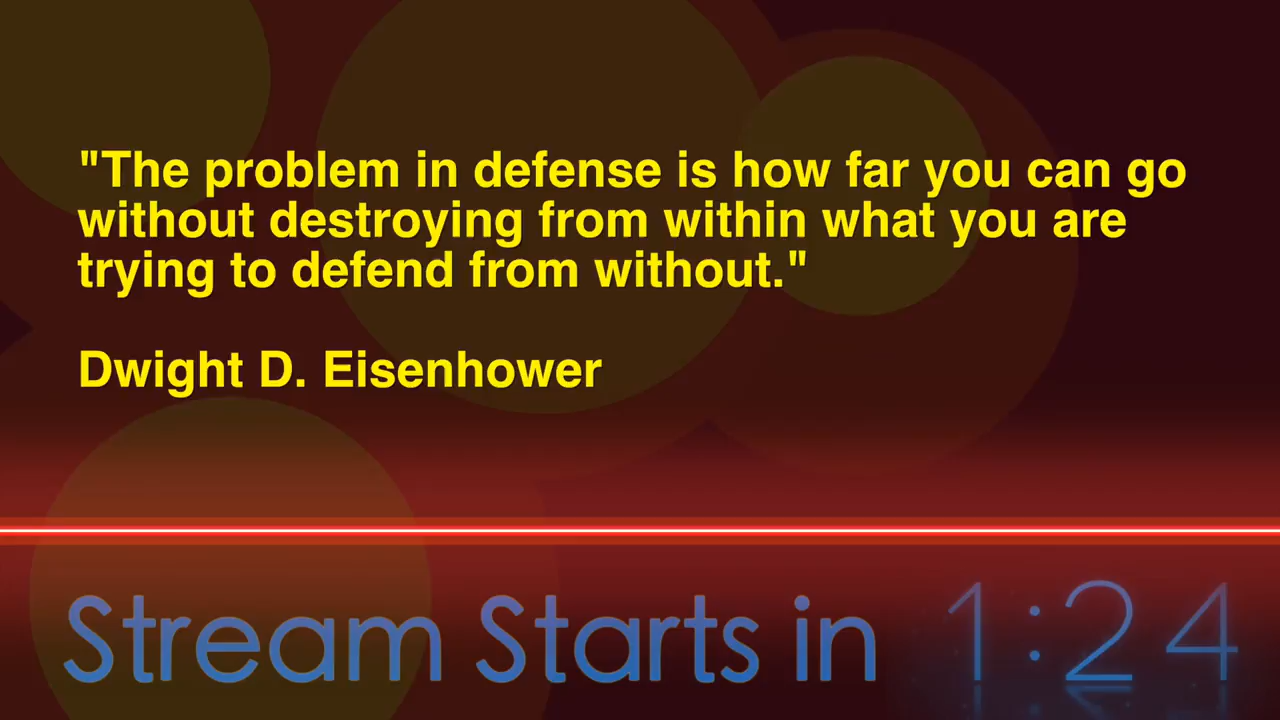 "The problem in defense is how far you can go
without destroying from within what you are
trying to defend from without."
Dwight D. Eisenhower
Stream Starts in 1:24